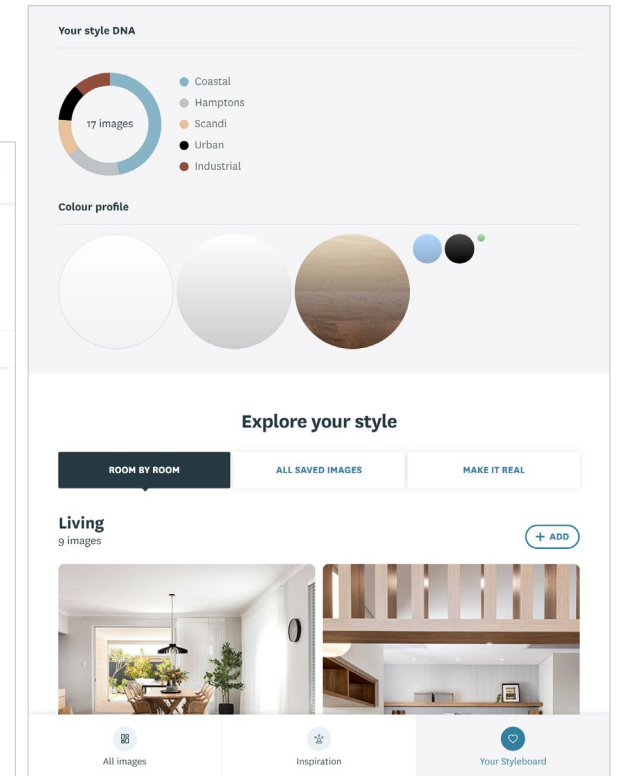 Your style DNA
17 images
Coastal
Hamptons
Scandi
Urban
Industrial
Colour profile
Explore your style
ROOM BY ROOM
ALL SAVED IMAGES
MAKE IT REAL
Living
9 images
+ ADD
All images
Inspiration
Your Styleboard